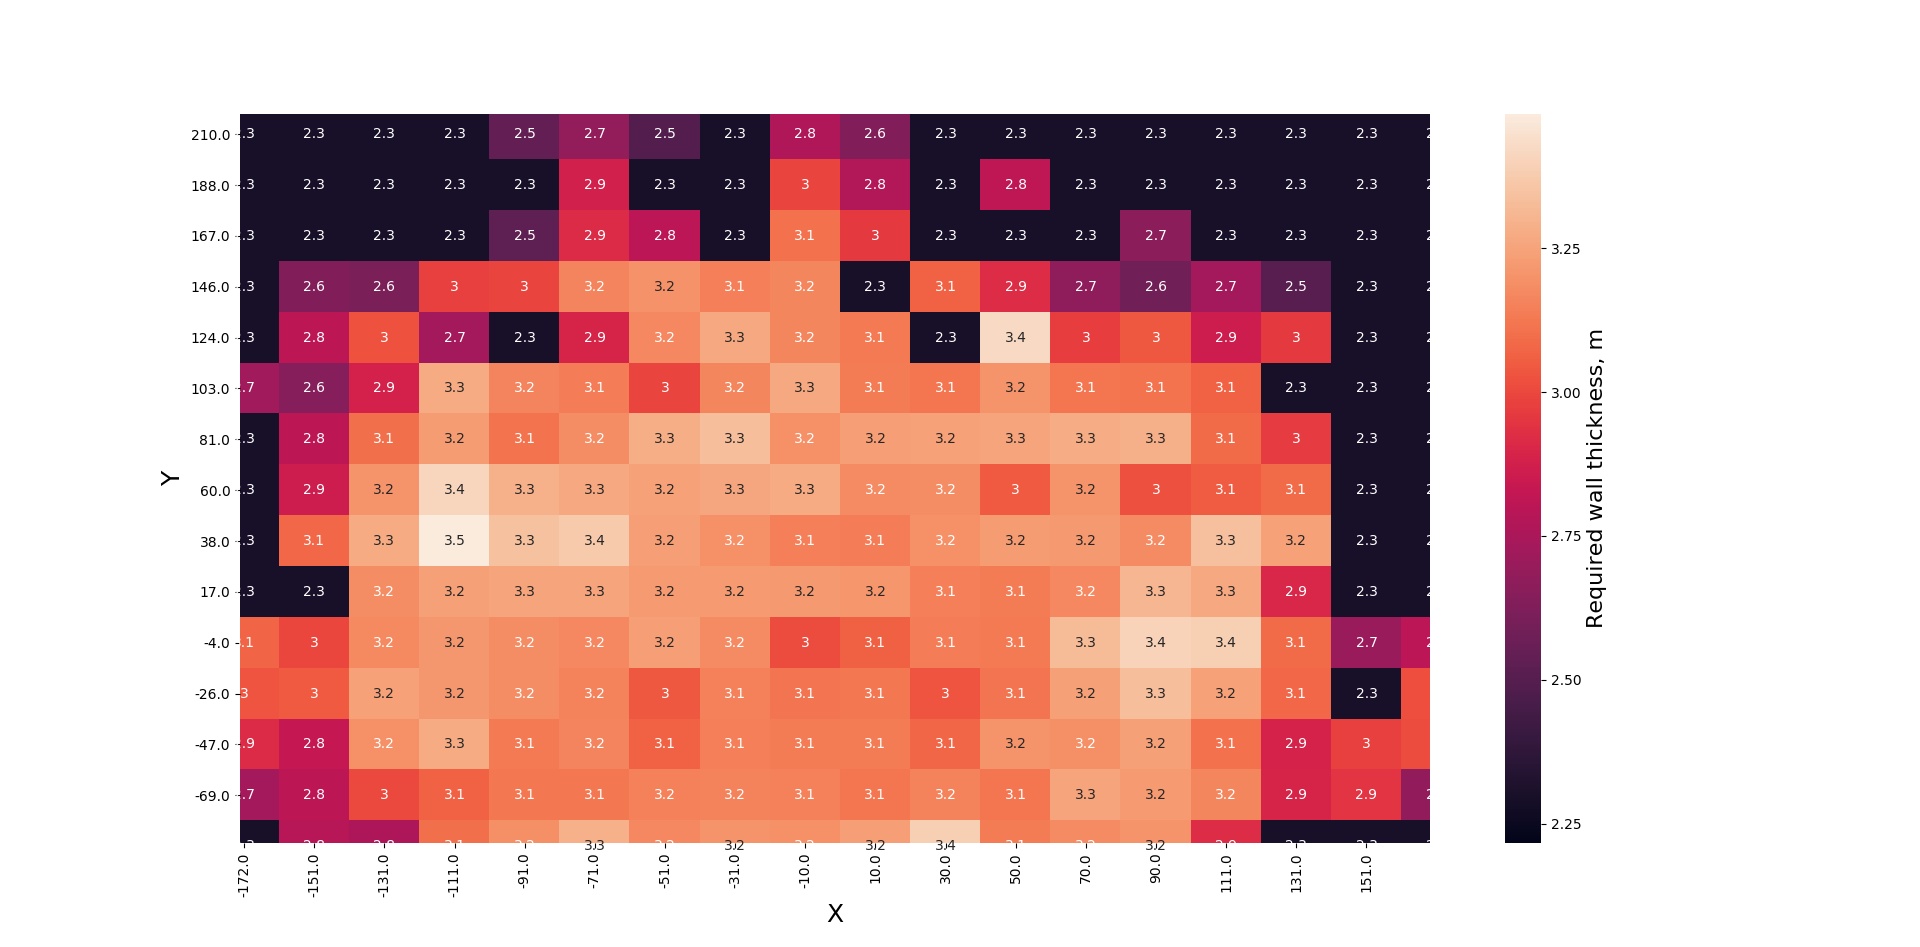 210.0 .3 2.3 2.3 2.3 2.5 2.7 2.5 2.3 2.8 2.6 2.3 2.3 2.3 2.3 2.3 2.3 2.3
188.0 .3 2.3 2.3 2.3 2.3 2.9 2.3 2.3 3 2.8 2.3 2.8 2.3 2.3 2.3 2.3 2.3
167.0 .3 2.3 2.3 2.3 2.5 2.9 2.8 2.3 3.1 3 2.3 2.3 2.3 2.7 2.3 2.3 2.3
146.0 .3 2.6 2.6 3 3 3.2 3.2 3.1 3.2 2.3 3.1 2.9 2.7 2.6 2.7 2.5 2.3
124.0 .3 2.8 3 2.7 2.3 2.9 3.2 3.3 3.2 3.1 2.3 3.4 3 3 2.9 3 2.3
103.0 .7 2.6 2.9 3.3 3.2 3.1 3 3.2 3.3 3.1 3.1 3.2 3.1 3.1 3.1 2.3 2.3
81.0 .3 2.8 3.1 3.2 3.1 3.2 3.3 3.3 3.2 3.2 3.2 3.3 3.3 3.3 3.1 3 2.3
60.0 .3 2.9 3.2 3.4 3.3 3.3 3.2 3.3 3.3 3.2 3.2 3 3.2 3 3.1 3.1 2.3
38.0 .3 3.1 3.3 3.5 3.3 3.4 3.2 3.2 3.1 3.1 3.2 3.2 3.2 3.2 3.3 3.2 2.3
17.0 .3 2.3 3.2 3.2 3.3 3.3 3.2 3.2 3.2 3.2 3.1 3.1 3.2 3.3 3.3 2.9 2.3
-4.0 .1 3 3.2 3.2 3.2 3.2 3.2 3.2 3 3.1 3.1 3.1 3.3 3.4 3.4 3.1 2.7
-26.0 3 3 3.2 3.2 3.2 3.2 3 3.1 3.1 3.1 3 3.1 3.2 3.3 3.2 3.1 2.3
-47.0 .9 2.8 3.2 3.3 3.1 3.2 3.1 3.1 3.1 3.1 3.1 3.2 3.2 3.2 3.1 2.9 3
-69.0 .7 2.8 3 3.1 3.1 3.1 3.2 3.2 3.1 3.1 3.2 3.1 3.3 3.2 3.2 2.9 2.9
3.3 3.2 3.2 3.4 3.2
-172.0 -151.0 -131.0 -111.0 -91.0 -71.0 -51.0 -31.0 -10.0 10.0 30.0 50.0 70.0 90.0 111.0 131.0 151.0
X
Y
3.25
3.00
2.75
2.50
2.25
Required wall thickness, m